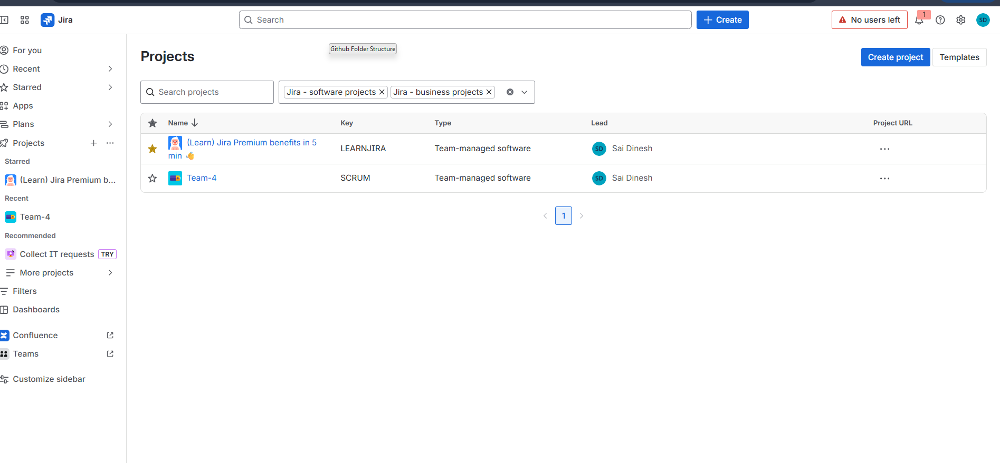 Jira
Search
Create
No users left
1
SD
For you
Recent
Starred
Apps
Plans
Projects
Starred
(Learn) Jira Premium b...
Recent
Team-4
Recommended
Collect IT requests TRY
More projects
Filters
Dashboards
Confluence
Teams
Customize sidebar
Projects
Github Folder Structure
Create project
Templates
Search projects
Jira - software projects
Jira - business projects
Name Key Type Lead Project URL
(Learn) Jira Premium benefits in 5
min 👋 LEARNJIRA Team-managed software SD Sai Dinesh
Team-4 SCRUM Team-managed software SD Sai Dinesh
1